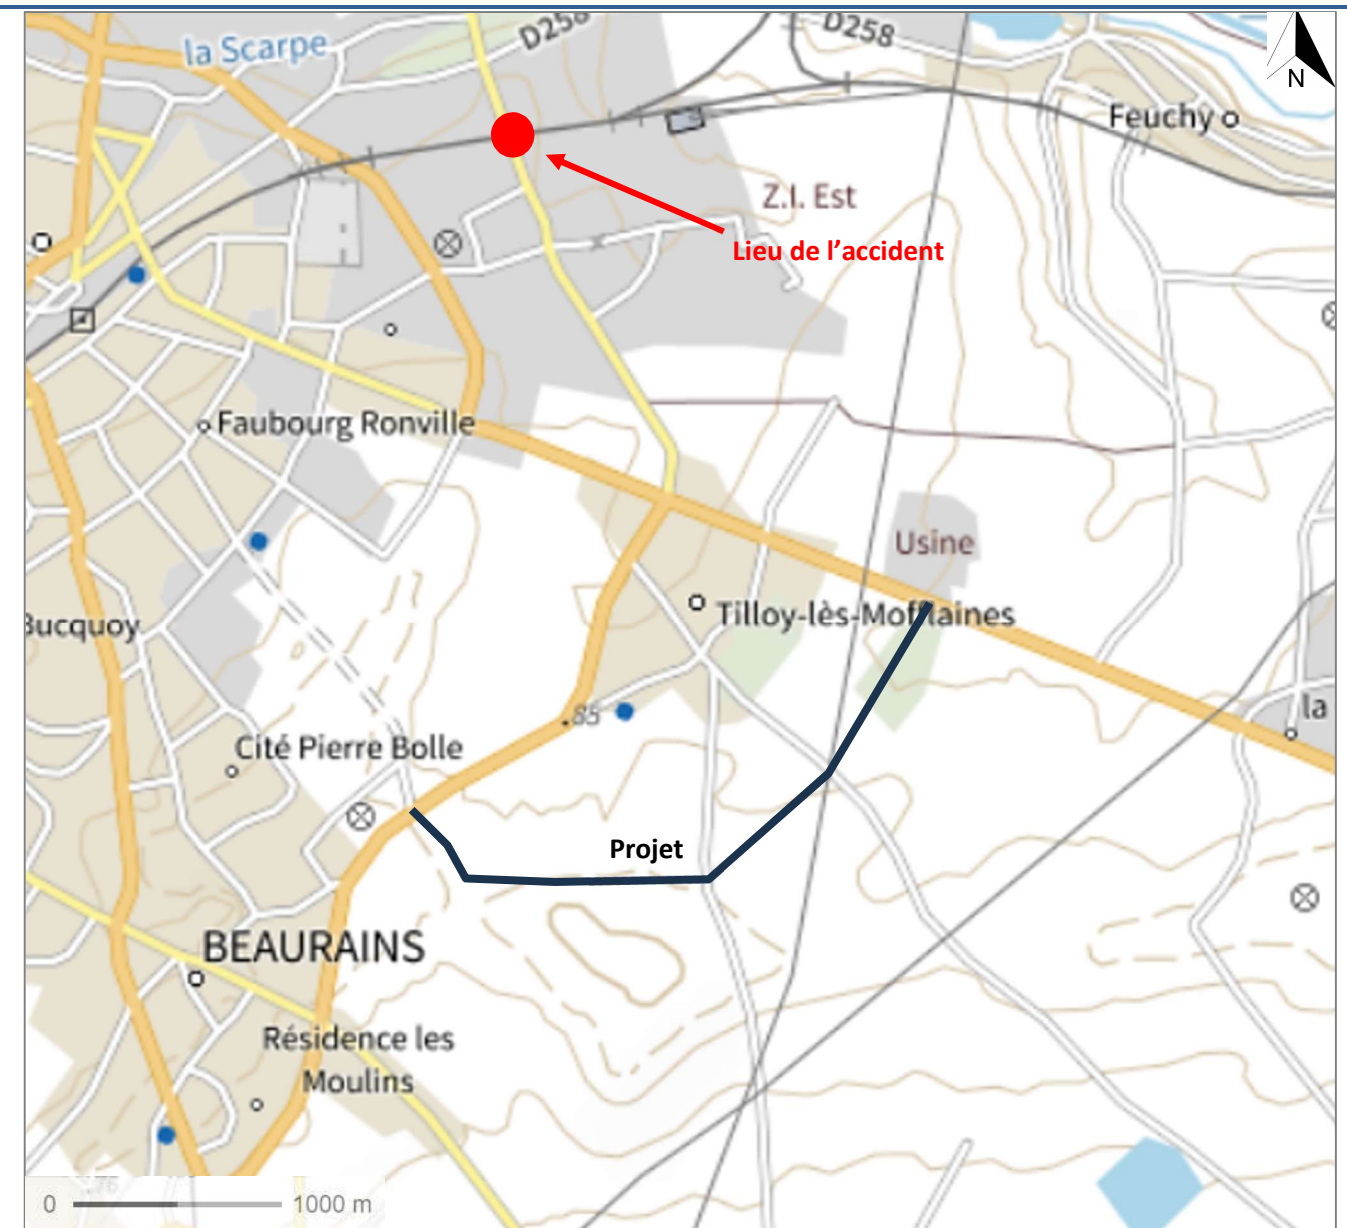 la Scarpe
D258
D258
N
Feuchy
Z.I. Est
Lieu de l’accident
Faubourg Ronville
Usine
Tilloy-lès-Mofflaines
Bucquoy
la
.85
Cité Pierre Bolle
Projet
BEAURAINS
Résidence les
Moulins
.76
0 1000 m